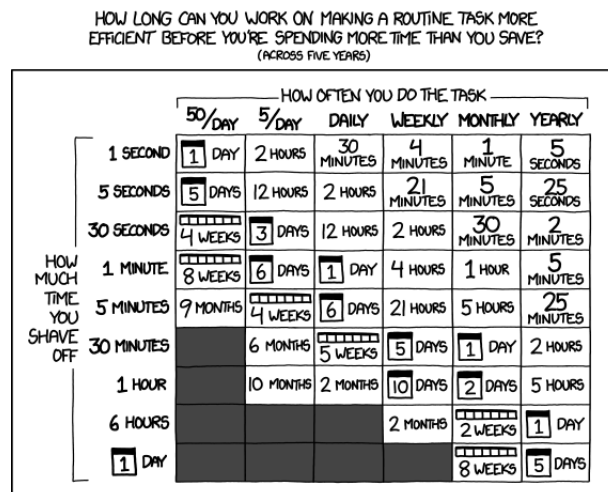 HOW LONG CAN YOU WORK ON MAKING A ROUTINE TASK MORE
EFFICIENT BEFORE YOU'RE SPENDING MORE TIME THAN YOU SAVE?
(ACROSS FIVE YEARS)
HOW OFTEN YOU DO THE TASK
50/DAY 5/DAY DAILY WEEKLY MONTHLY YEARLY
HOW MUCH TIME YOU SHAVE OFF
1 SECOND 1 DAY 2 HOURS 30 MINUTES 4 MINUTES 1 MINUTE 5 SECONDS
5 SECONDS 5 DAYS 12 HOURS 2 HOURS 21 MINUTES 5 MINUTES 25 SECONDS
30 SECONDS 4 WEEKS 3 DAYS 12 HOURS 2 HOURS 30 MINUTES 2 MINUTES
1 MINUTE 8 WEEKS 6 DAYS 1 DAY 4 HOURS 1 HOUR 5 MINUTES
5 MINUTES 9 MONTHS 4 WEEKS 6 DAYS 21 HOURS 5 HOURS 25 MINUTES
30 MINUTES 6 MONTHS 5 WEEKS 5 DAYS 1 DAY 2 HOURS
1 HOUR 10 MONTHS 2 MONTHS 10 DAYS 2 DAYS 5 HOURS
6 HOURS 2 MONTHS 2 WEEKS 1 DAY
1 DAY 8 WEEKS 5 DAYS